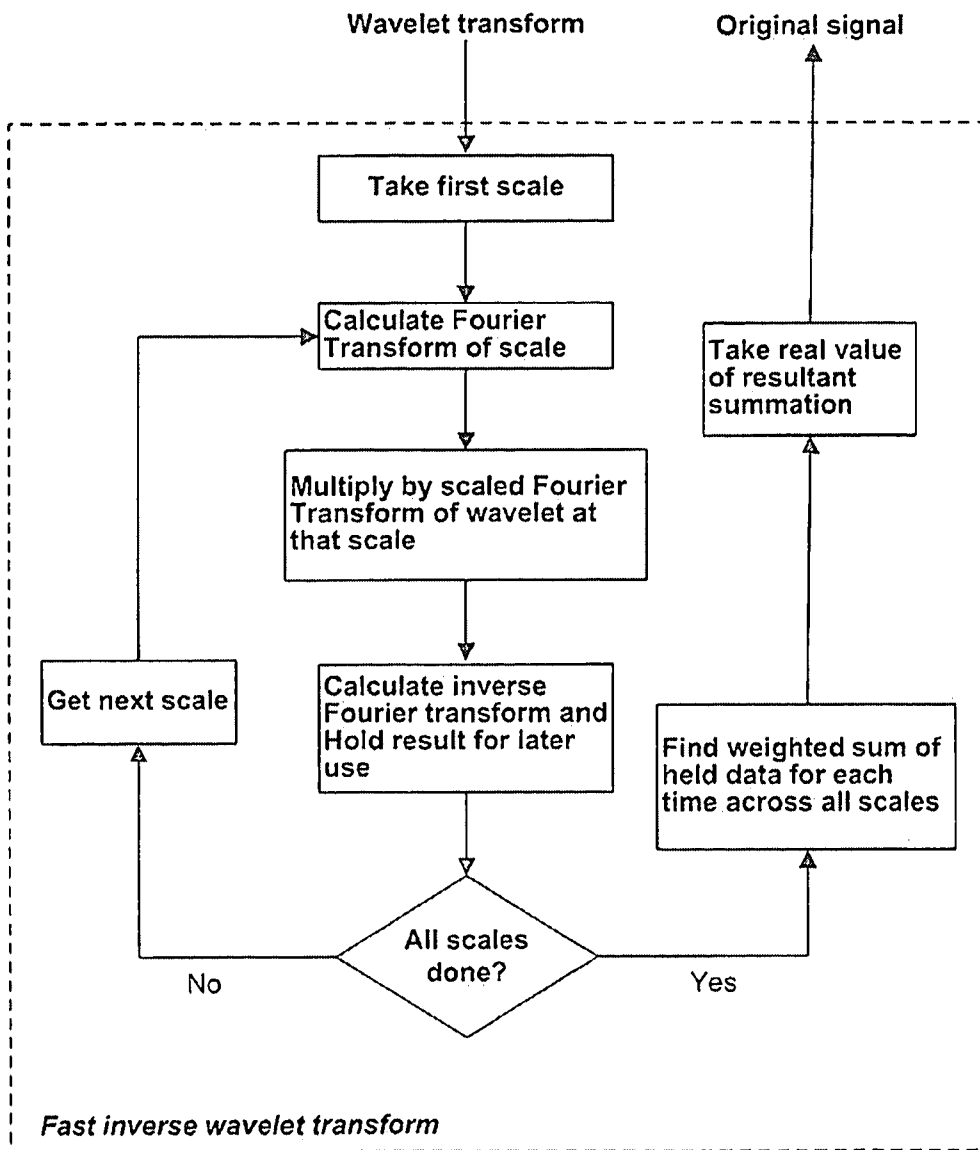 Wavelet transform
Original signal
Take first scale
Calculate Fourier
Transform of scale
Take real value
of resultant
summation
Multiply by scaled Fourier
Transform of wavelet at
that scale
Get next scale
Calculate inverse
Fourier transform and
Hold result for later
use
Find weighted sum of
held data for each
time across all scales
All scales
done?
No
Yes
Fast inverse wavelet transform